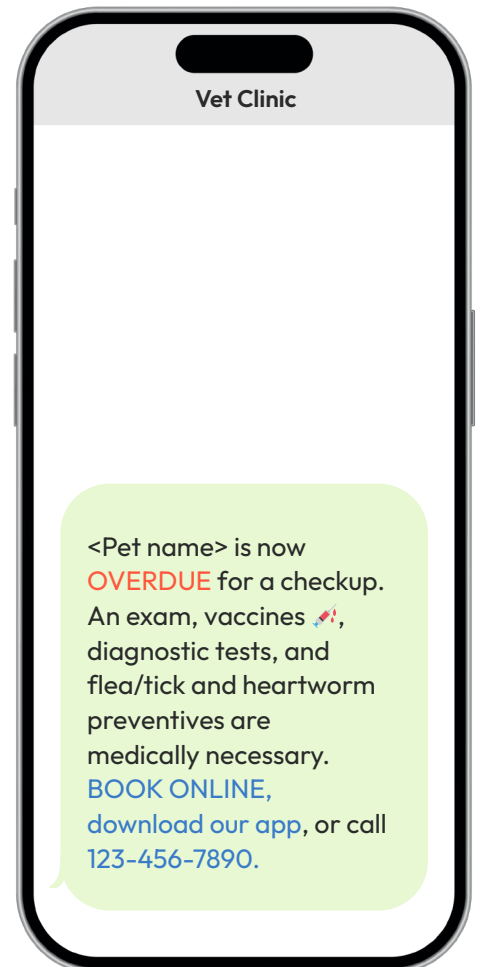 Vet Clinic
<Pet name> is now
OVERDUE for a checkup.
An exam, vaccines 💉,
diagnostic tests, and
flea/tick and heartworm
preventives are
medically necessary.
BOOK ONLINE,
download our app, or call
123-456-7890.